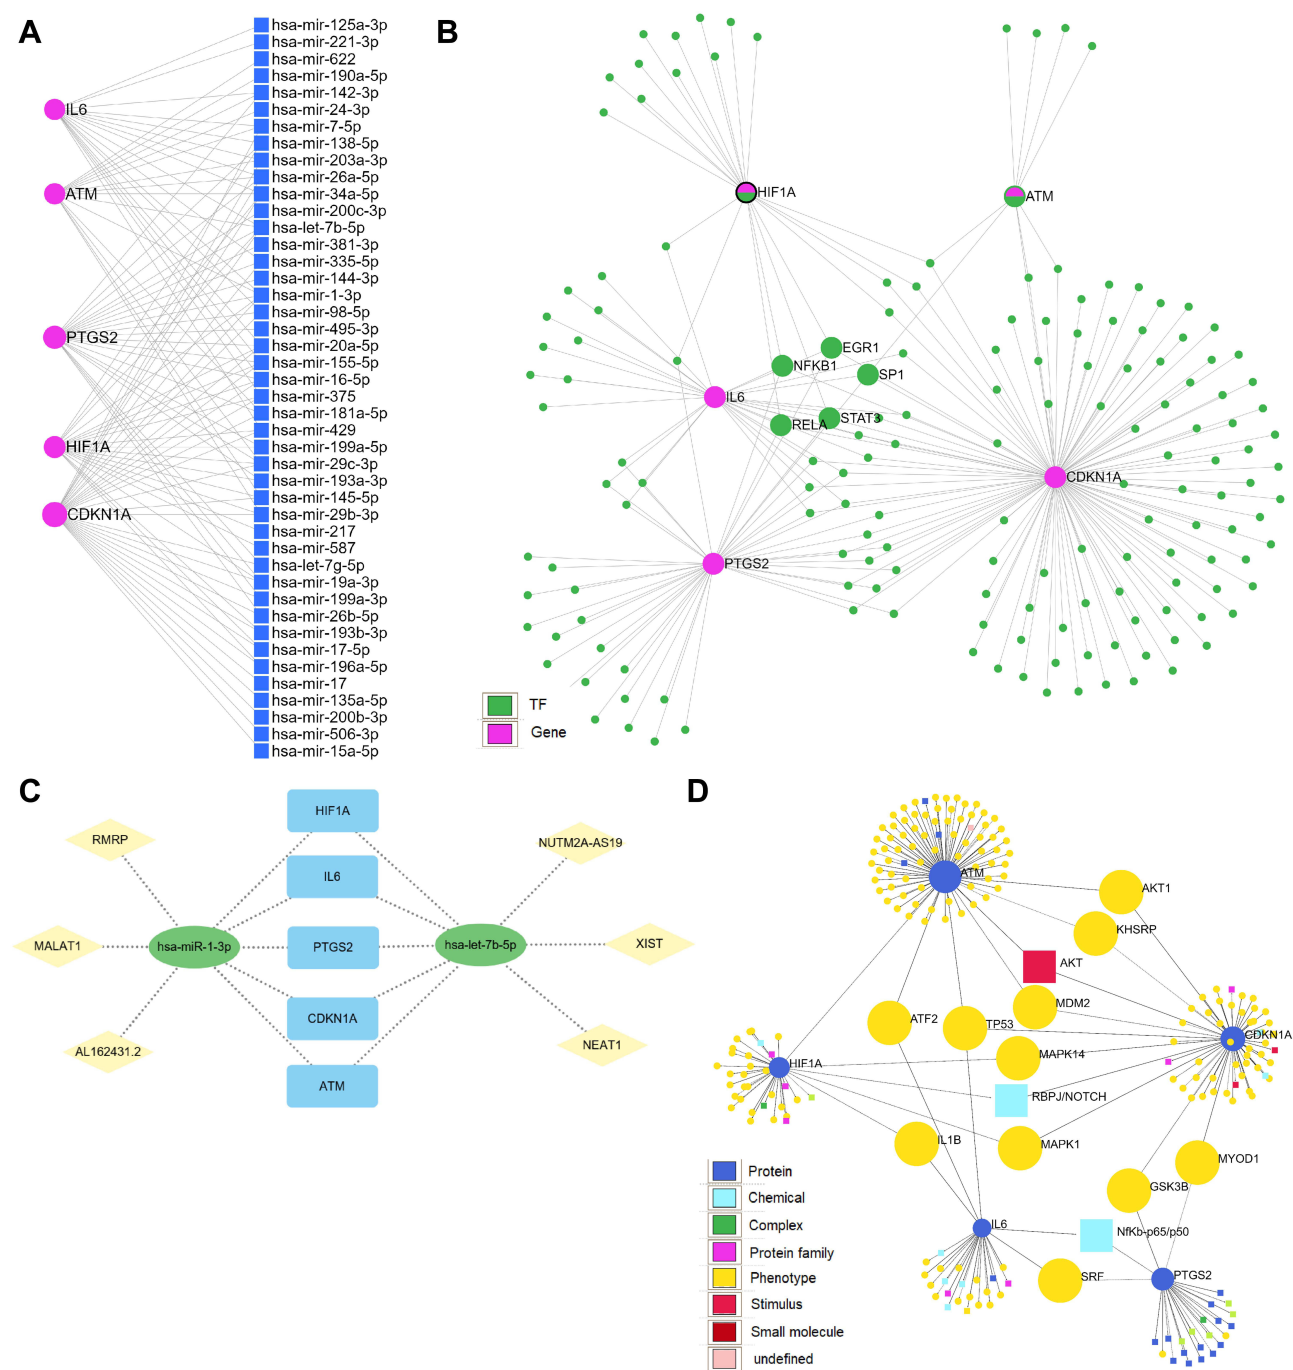 A
IL6
ATM
PTGS2
HIF1A
CDKN1A
hsa-mir-125a-3p
hsa-mir-221-3p
hsa-mir-622
hsa-mir-190a-5p
hsa-mir-142-3p
hsa-mir-24-3p
hsa-mir-7-5p
hsa-mir-138-5p
hsa-mir-203a-3p
hsa-mir-26a-5p
hsa-mir-34a-5p
hsa-mir-200c-3p
hsa-let-7b-5p
hsa-mir-381-3p
hsa-mir-335-5p
hsa-mir-144-3p
hsa-mir-1-3p
hsa-mir-98-5p
hsa-mir-495-3p
hsa-mir-20a-5p
hsa-mir-155-5p
hsa-mir-16-5p
hsa-mir-375
hsa-mir-181a-5p
hsa-mir-429
hsa-mir-199a-5p
hsa-mir-29c-3p
hsa-mir-193a-3p
hsa-mir-145-5p
hsa-mir-29b-3p
hsa-mir-217
hsa-mir-587
hsa-let-7g-5p
hsa-mir-19a-3p
hsa-mir-199a-3p
hsa-mir-26b-5p
hsa-mir-193b-3p
hsa-mir-17-5p
hsa-mir-196a-5p
hsa-mir-17
hsa-mir-135a-5p
hsa-mir-200b-3p
hsa-mir-506-3p
hsa-mir-15a-5p
B
HIF1A
ATM
EGR1
NFKB1
SP1
IL6
STAT3
RELA
CDKN1A
PTGS2
TF
Gene
C
HIF1A
RMRP
NUTM2A-AS19
IL6
MALAT1
hsa-miR-1-3p
PTGS2
hsa-let-7b-5p
XIST
CDKN1A
AL162431.2
NEAT1
ATM
D
ATM
AKT1
KHSRP
AKT
MDM2
ATF2
TP53
CDKN1A
MAPK14
HIF1A
RBPJ/NOTCH
IL1B
MAPK1
MYOD1
GSK3B
IL6
NfKb-p65/p50
SRF
PTGS2
Protein
Chemical
Complex
Protein family
Phenotype
Stimulus
Small molecule
undefined